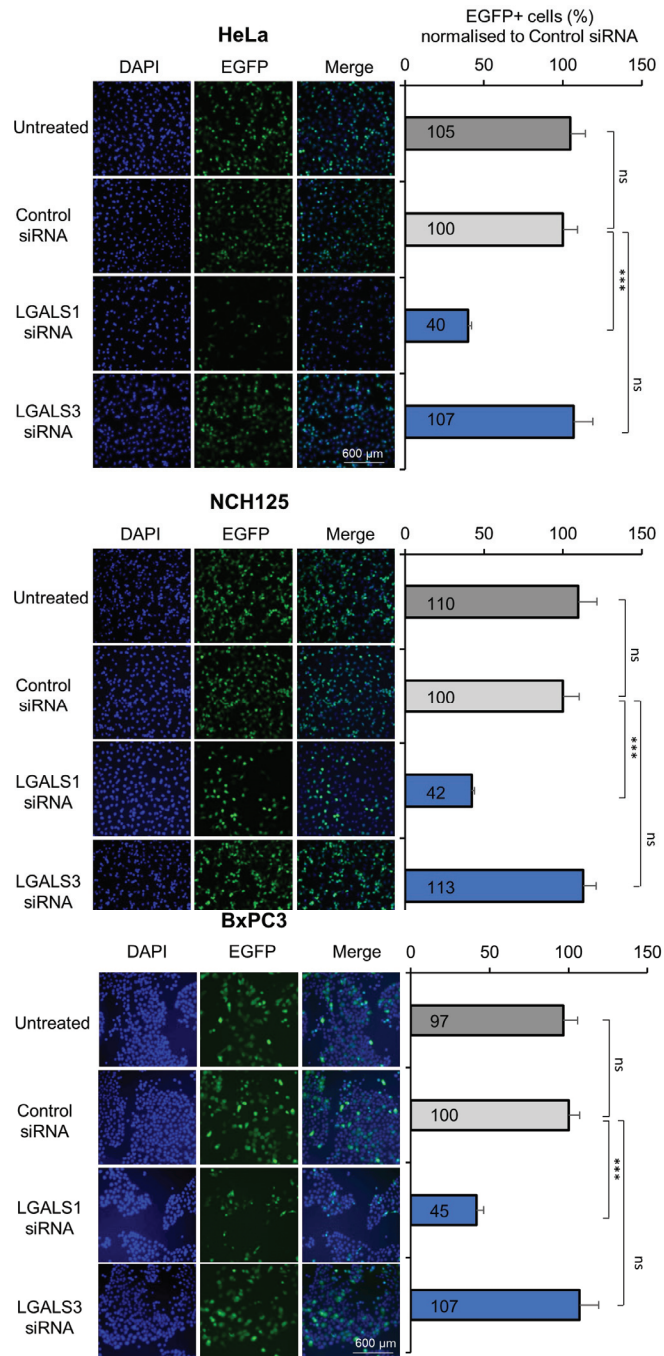 HeLa
EGFP+ cells (%)
normalised to Control siRNA
DAPI EGFP Merge
0 50 100 150
Untreated
105
ns
Control
siRNA
100
***
LGALS1
siRNA
40
ns
LGALS3
siRNA
107
600 µm
NCH125
DAPI EGFP Merge
0 50 100 150
Untreated
110
ns
Control
siRNA
100
***
LGALS1
siRNA
42
ns
LGALS3
siRNA
113
BxPC3
DAPI EGFP Merge
0 50 100 150
Untreated
97
ns
Control
siRNA
100
***
LGALS1
siRNA
45
ns
LGALS3
siRNA
107
600 µm